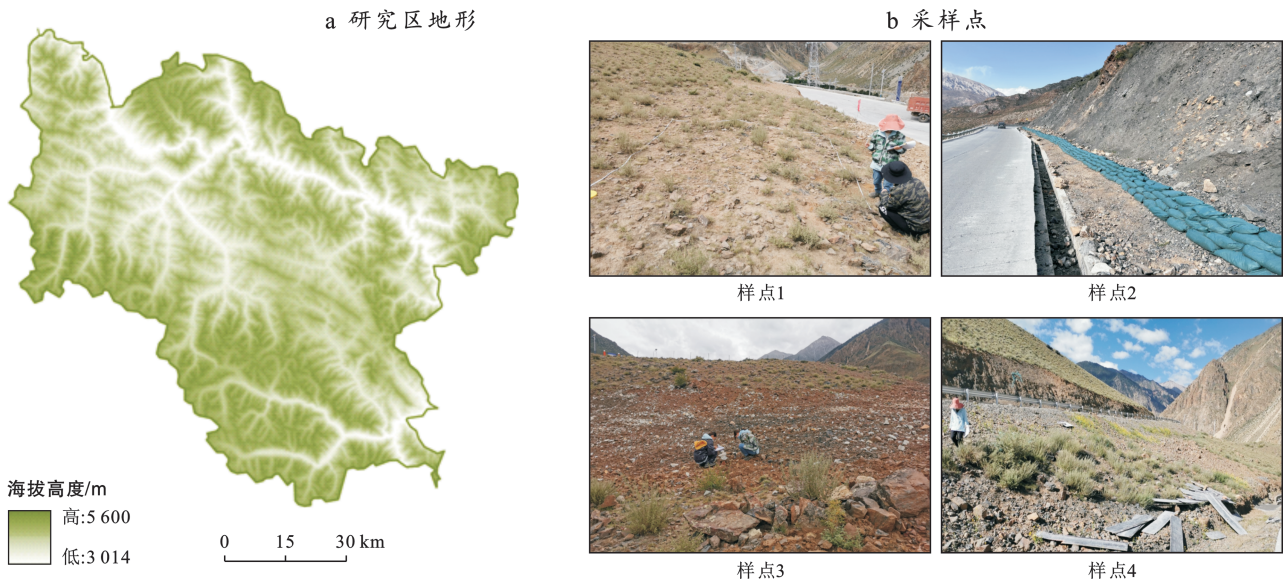 a 研究区地形
b 采样点
样点1
样点2
海拔高度/m
高:5 600
低:3 014
0 15 30 km
样点3
样点4